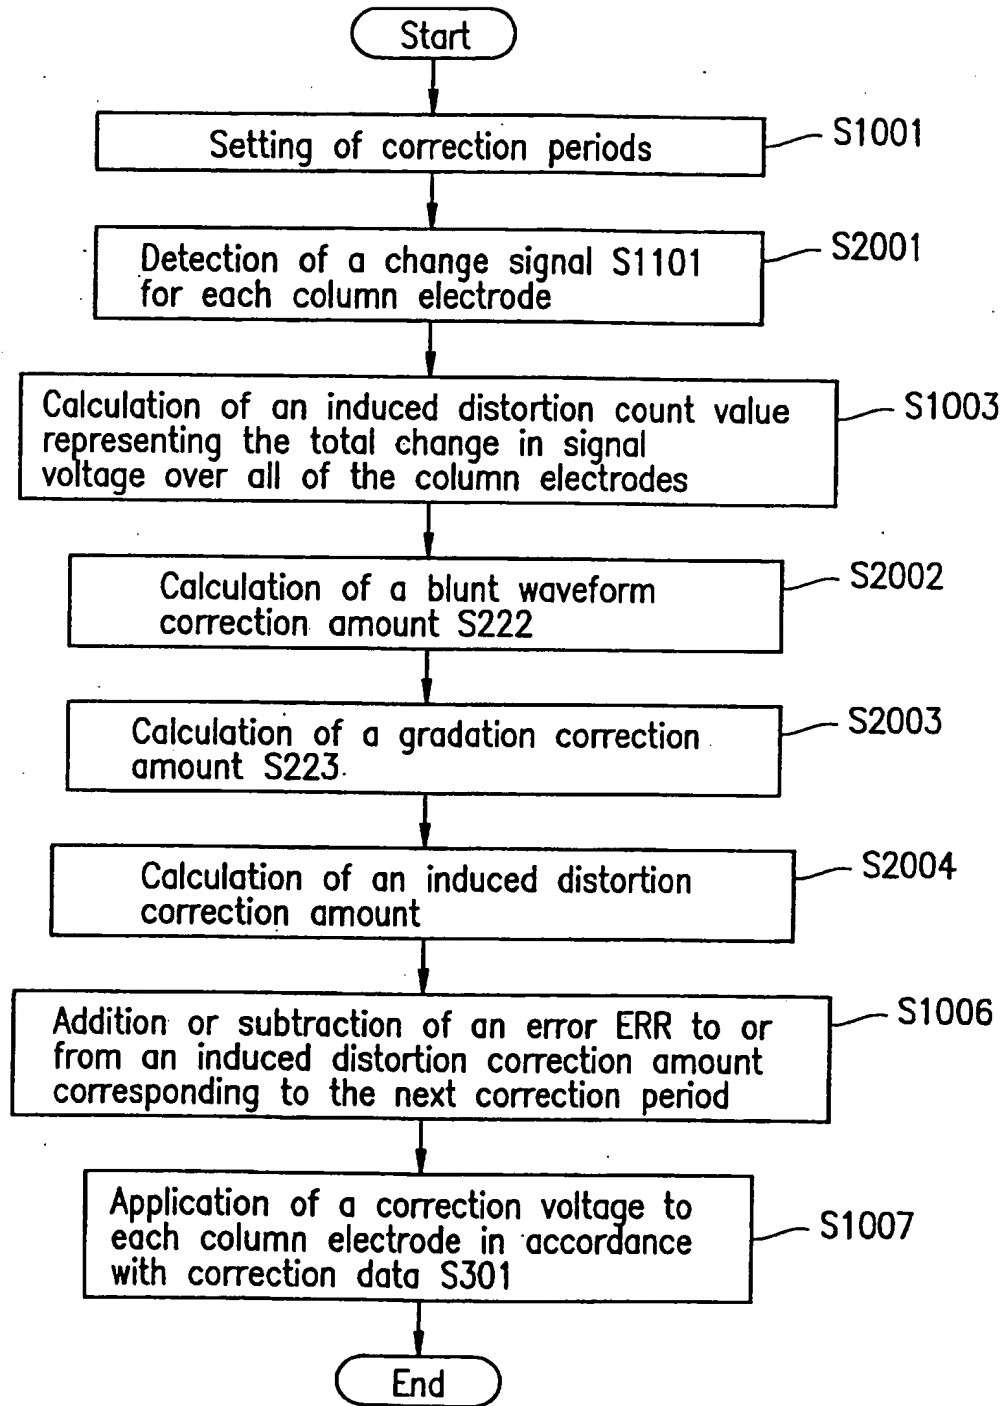 Start
Setting of correction periods
S1001
Detection of a change signal S1101
for each column electrode
S2001
Calculation of an induced distortion count value
representing the total change in signal
voltage over all of the column electrodes
S1003
Calculation of a blunt waveform
correction amount S222
S2002
Calculation of a gradation correction
amount S223
S2003
Calculation of an induced distortion
correction amount
S2004
Addition or subtraction of an error ERR to or
from an induced distortion correction amount
corresponding to the next correction period
S1006
Application of a correction voltage to
each column electrode in accordance
with correction data S301
S1007
End